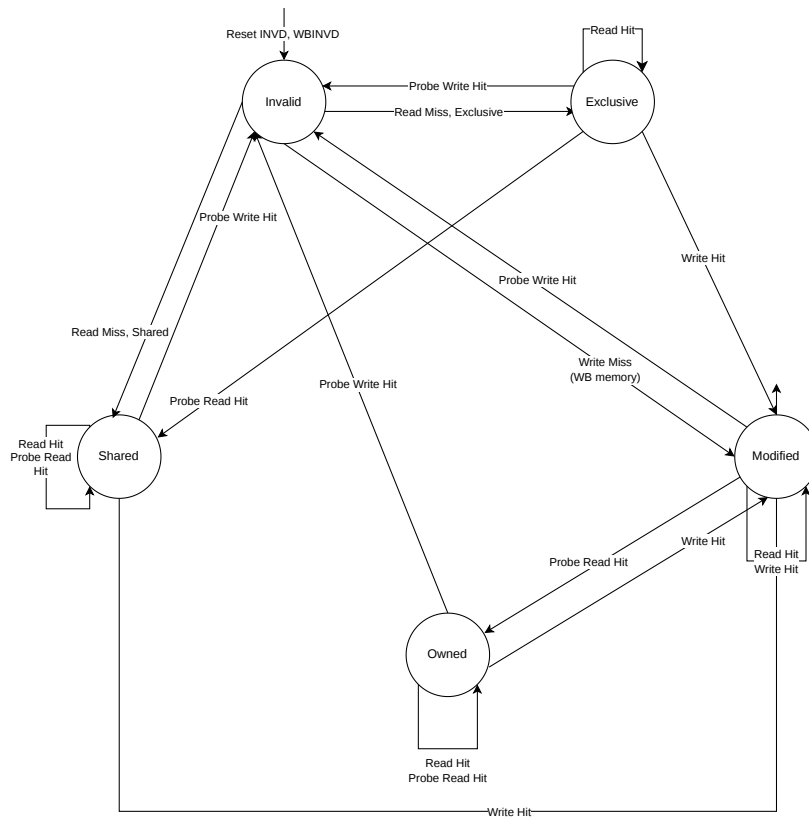 Reset INVD, WBINVD
Read Hit
Probe Write Hit
Invalid
Exclusive
Read Miss, Exclusive
Probe Write Hit
Write Hit
Probe Write Hit
Read Miss, Shared
Write Miss
(WB memory)
Probe Write Hit
Probe Read Hit
Read Hit
Probe Read
Hit
Shared
Modified
Write Hit
Read Hit
Write Hit
Probe Read Hit
Owned
Read Hit
Probe Read Hit
Write Hit